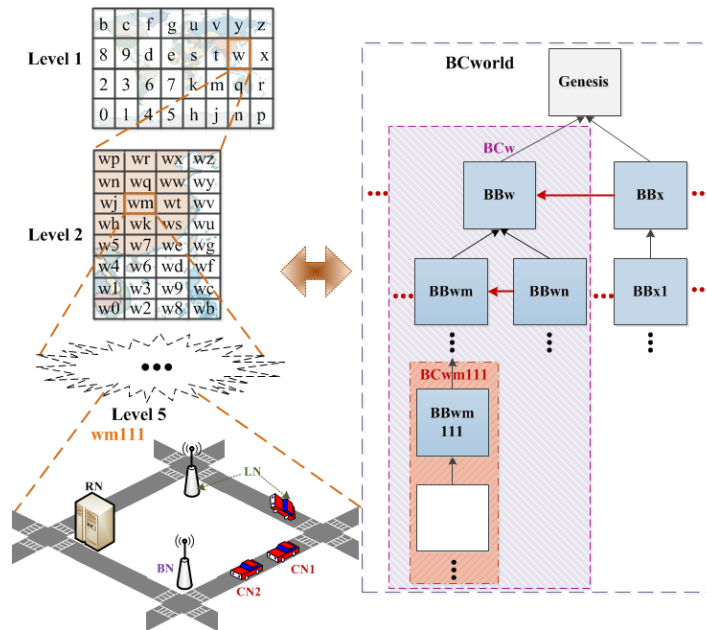 b c f g u v y z
Level 1
8 9 d e s t w x
2 3 6 7 k m q r
0 1 4 5 h j n p
wp wr wx wz
wn wq ww wy
wj wm wt wv
Level 2
wh wk ws wu
w5 w7 we wg
w4 w6 wd wf
w1 w3 w9 wc
w0 w2 w8 wb
•••
Level 5
wm111
RN
LN
BN
CN1
CN2
BCworld
Genesis
BCw
BBw
BBx
BBwm
BBwn
BBx1
BCwm111
BBwm
111